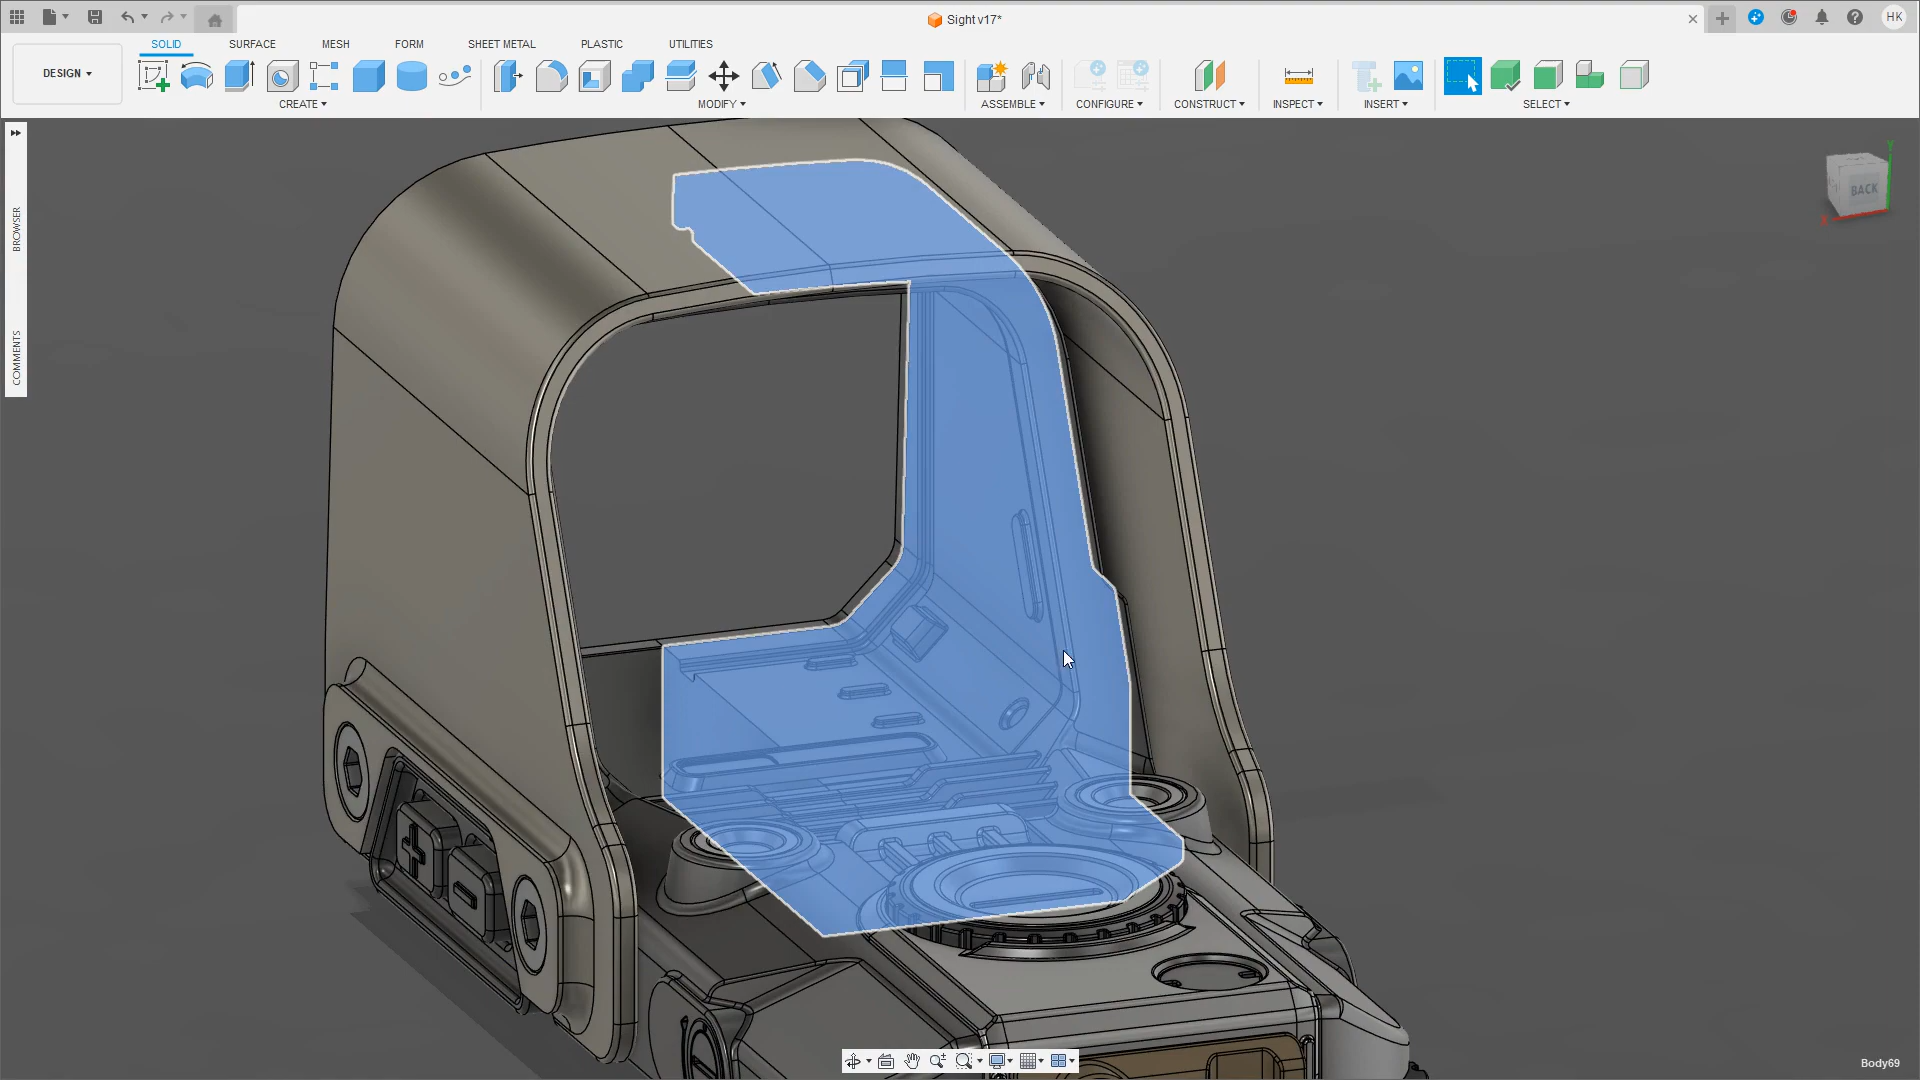 Sight v17*
HK
DESIGN
SOLID
SURFACE
MESH
FORM
SHEET METAL
PLASTIC
UTILITIES
CREATE
MODIFY
ASSEMBLE
CONFIGURE
CONSTRUCT
INSPECT
INSERT
SELECT
BROWSER
COMMENTS
Y
BACK
X
Body69